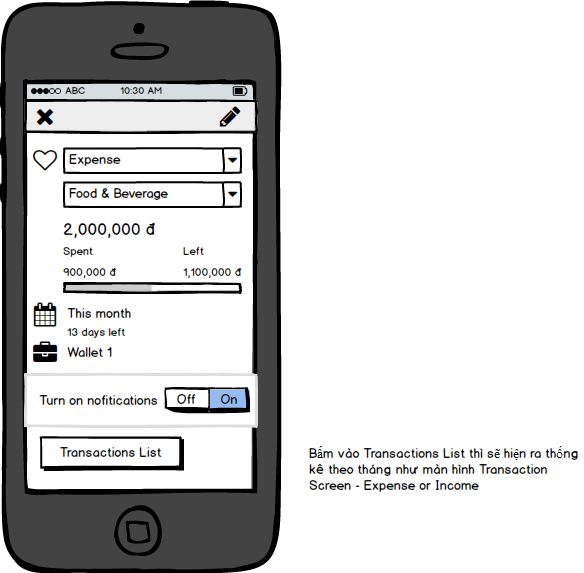 ABC 10:30 AM
Expense
Food & Beverage
2,000,000 đ
Spent Left
900,000 đ 1,100,000 đ
This month
13 days left
Wallet 1
Turn on nofitications Off On
Transactions List
Bấm vào Transactions List thì sẽ hiện ra thống
kê theo tháng như màn hình Transaction
Screen - Expense or Income